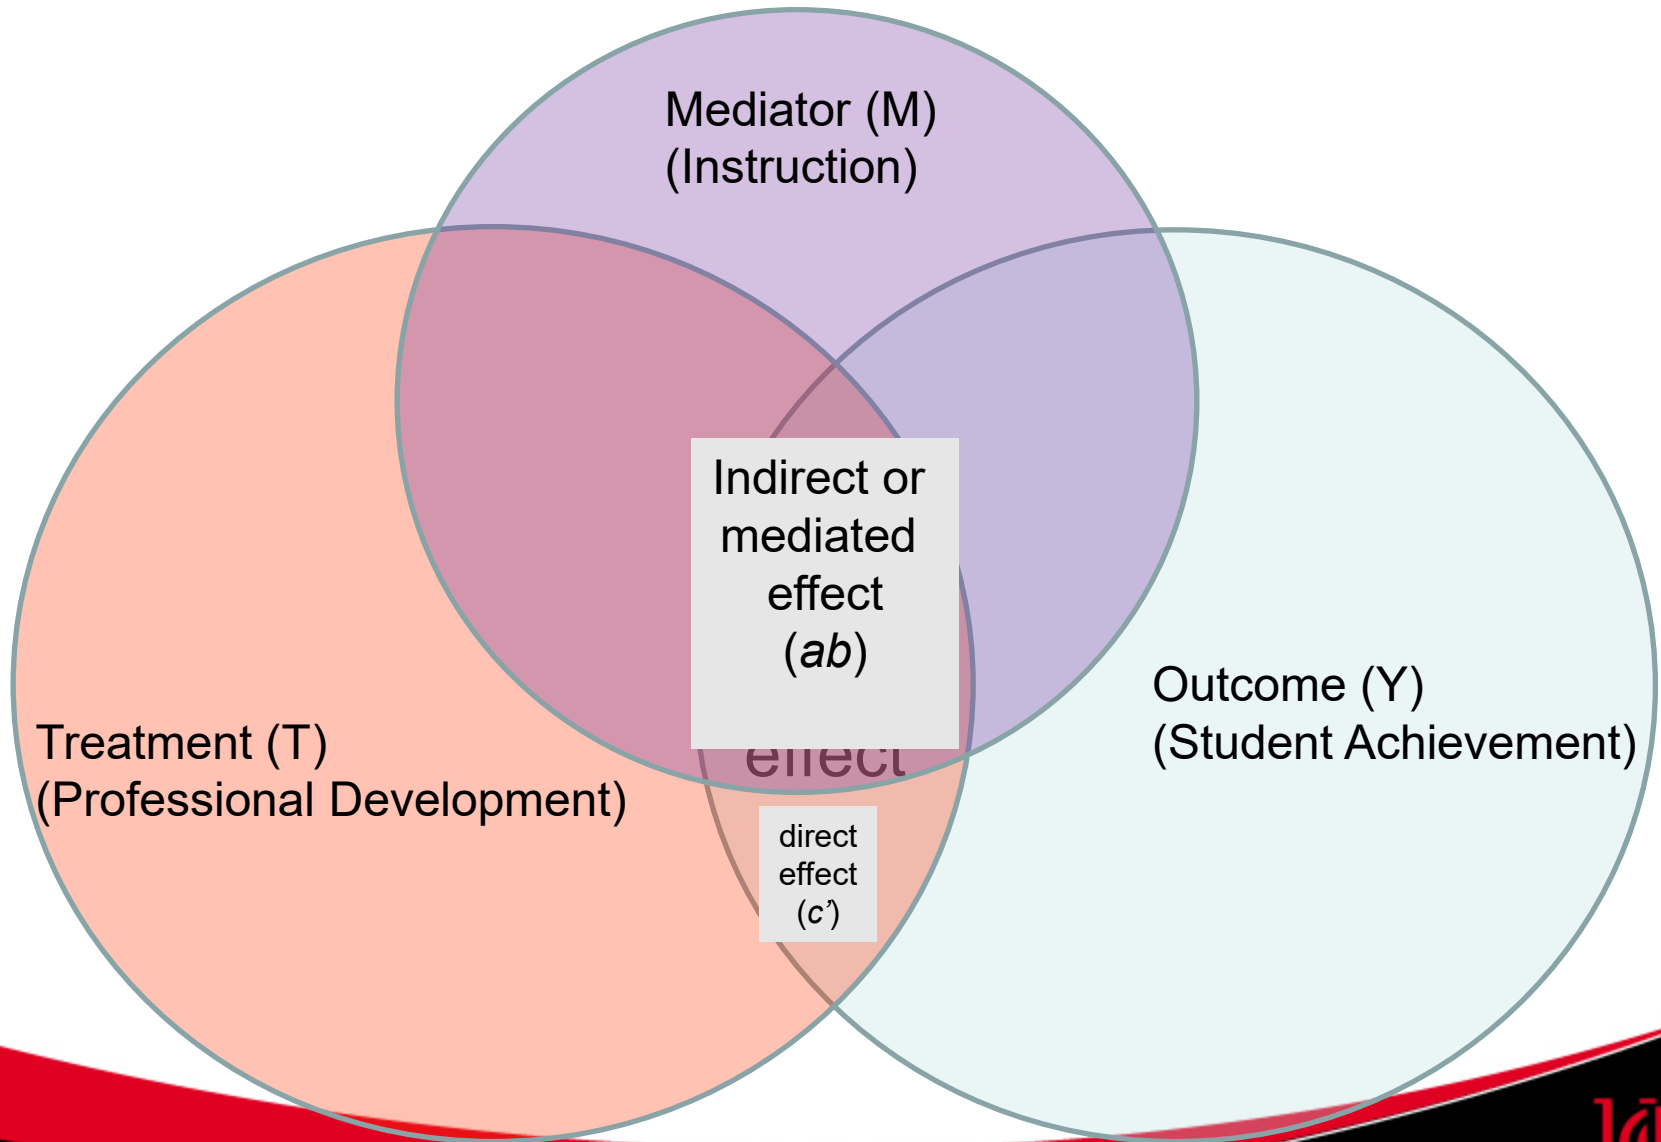 Mediator (M)
(Instruction)
Indirect or
mediated
effect
(ab)
Outcome (Y)
(Student Achievement)
Treatment (T)
(Professional Development)
effect
direct
effect
(c’)